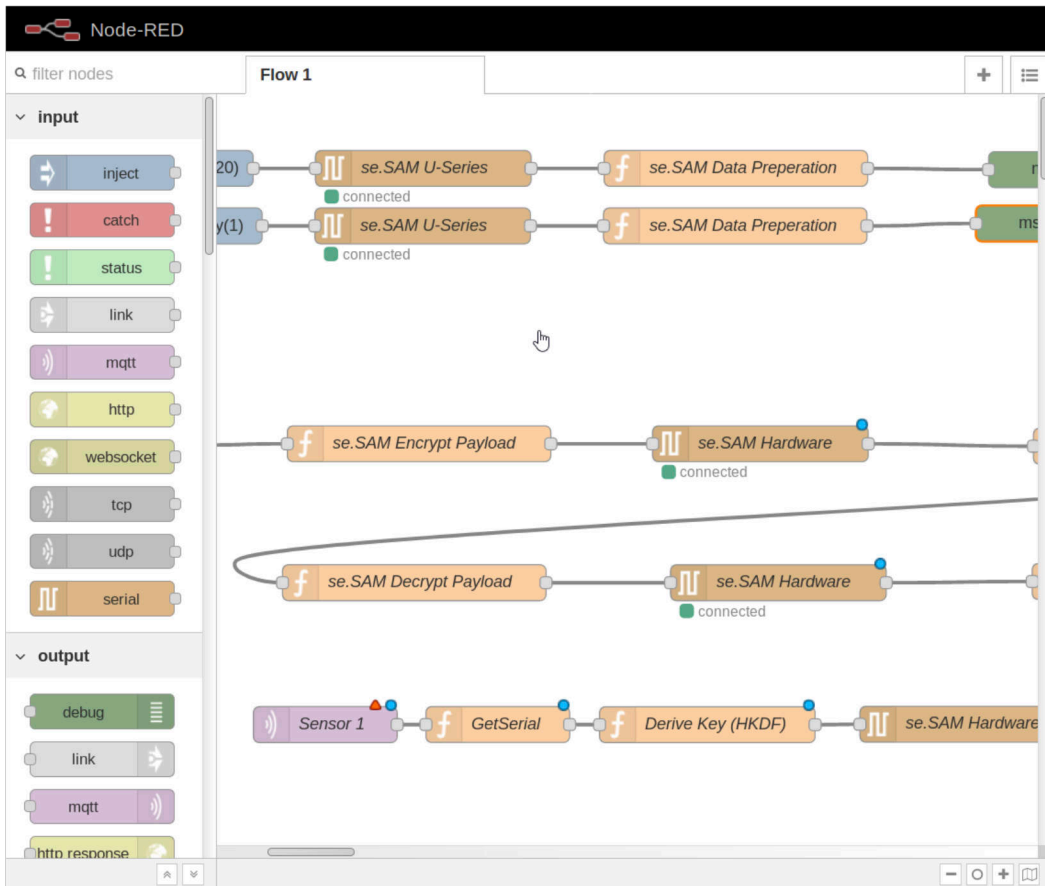 Node-RED
filter nodes
Flow 1
input
inject
catch
status
link
mqtt
http
websocket
tcp
udp
serial
output
debug
link
mqtt
http response
20)
se.SAM U-Series
se.SAM Data Preperation
connected
y(1)
se.SAM U-Series
se.SAM Data Preperation
ms
connected
se.SAM Encrypt Payload
se.SAM Hardware
connected
se.SAM Decrypt Payload
se.SAM Hardware
connected
Sensor 1
GetSerial
Derive Key (HKDF)
se.SAM Hardware